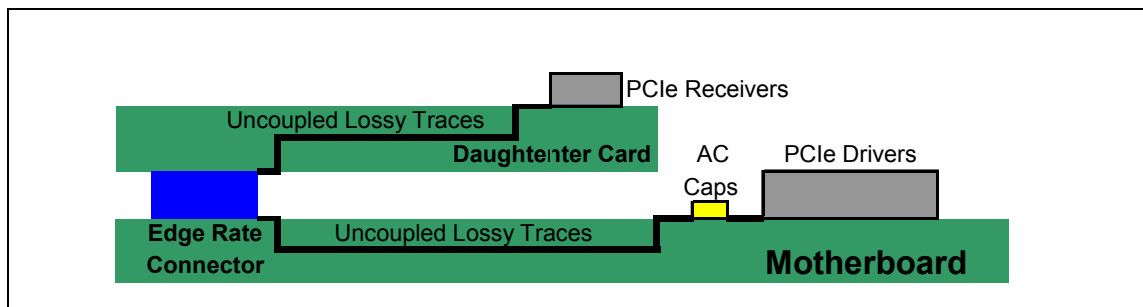 PCIe Receivers
Uncoupled Lossy Traces
Daughtenter Card
AC
Caps
PCIe Drivers
Edge Rate
Connector
Uncoupled Lossy Traces
Motherboard